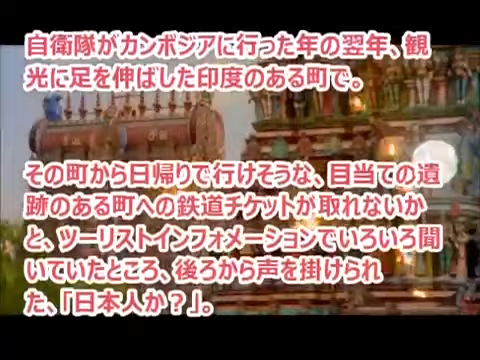 自衛隊がカンボジアに行った年の翌年、観
光に足を伸ばした印度のある町で。
その町から日帰りで行けそうな、目当ての遺
跡のある町への鉄道チケットが取れないか
と、ツーリストインフォメーションでいろいろ聞
いていたところ、後ろから声を掛けられ
た、「日本人か？」。